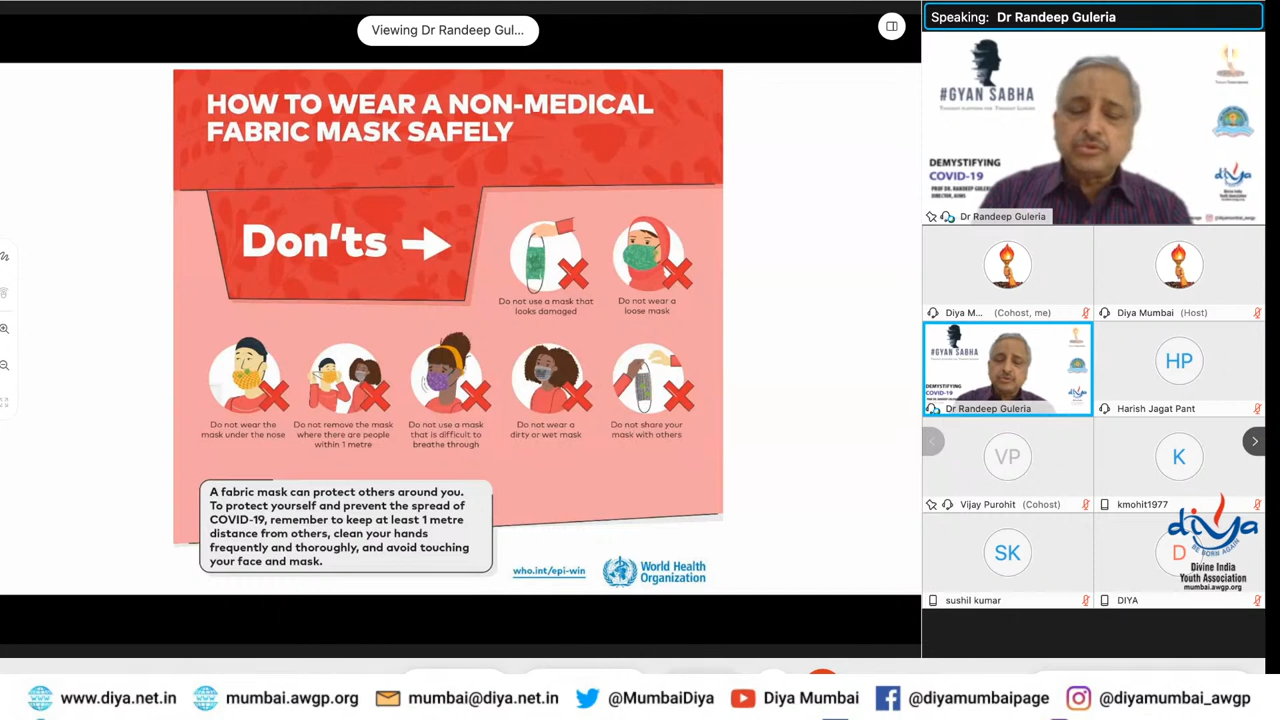 Viewing Dr Randeep Gul...
Speaking: Dr Randeep Guleria
HOW TO WEAR A NON-MEDICAL
FABRIC MASK SAFELY
Don'ts
Do not use a mask that
looks damaged
Do not wear a
loose mask
Do not wear the
mask under the nose
Do not remove the mask
where there are people
within 1 metre
Do not use a mask
that is difficult to
breathe through
Do not wear a
dirty or wet mask
Do not share your
mask with others
A fabric mask can protect others around you.
To protect yourself and prevent the spread of
COVID-19, remember to keep at least 1 metre
distance from others, clean your hands
frequently and thoroughly, and avoid touching
your face and mask.
who.int/epi-win
World Health
Organization
#GYAN SABHA
DEMYSTIFYING
COVID-19
PROF DR. RANDEEP GULERI
DIRECTOR, AIIMS
diya
@diyamumbai_awgp
Dr Randeep Guleria
Diya M... (Cohost, me)
Diya Mumbai (Host)
#GYAN SABHA
DEMYSTIFYING
COVID-19
Dr Randeep Guleria
HP
Harish Jagat Pant
VP
Vijay Purohit (Cohost)
K
kmohit1977
SK
sushil kumar
D
DIYA
diya
BE BORN AGAIN
Divine India
Youth Association
mumbai.awgp.org
www.diya.net.in
mumbai.awgp.org
mumbai@diya.net.in
@MumbaiDiya
Diya Mumbai
@diyamumbaipage
@diyamumbai_awgp